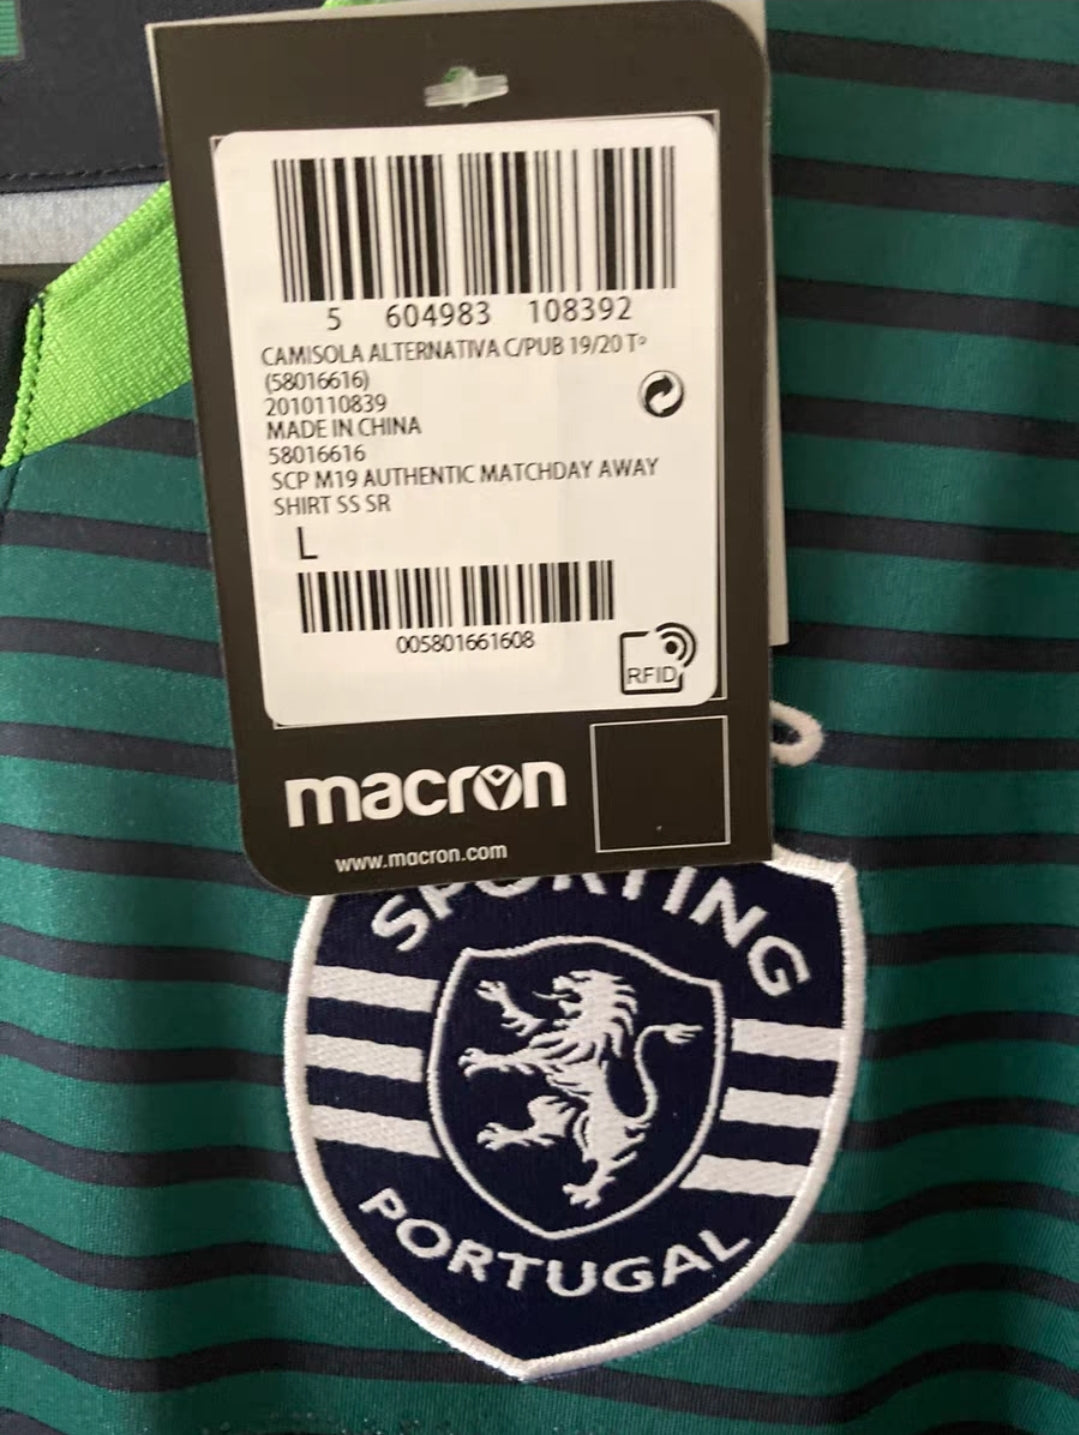 5 604983 108392
CAMISOLA ALTERNATIVA C/PUB 19/20 Tº
(58016616)
2010110839
MADE IN CHINA
58016616
SCP M19 AUTHENTIC MATCHDAY AWAY
SHIRT SS SR
L
005801661608
RFID
macron
www.macron.com
SPORTING
PORTUGAL